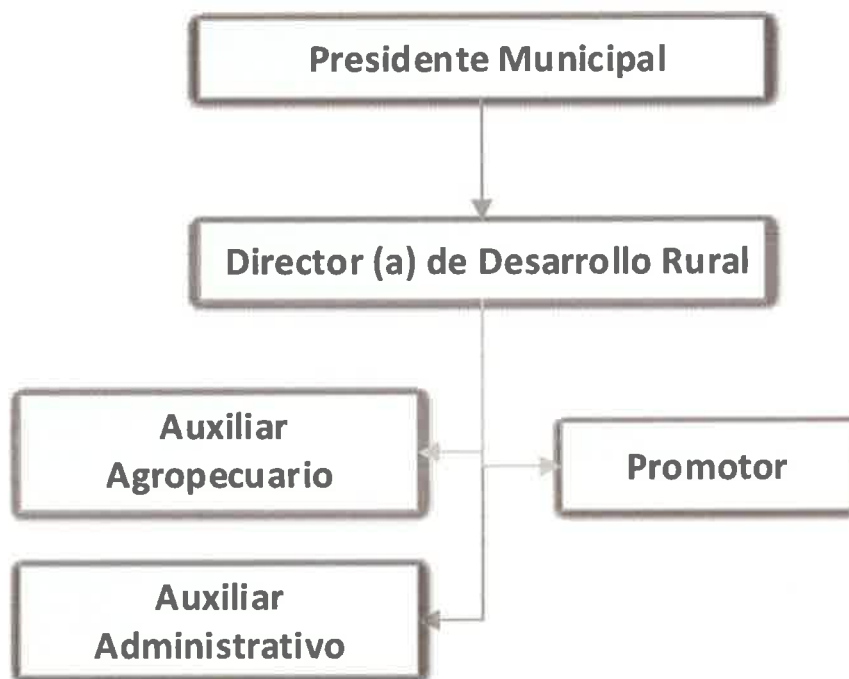 Presidente Municipal
Director (a) de Desarrollo Rural
Auxiliar
Agropecuario
Promotor
Auxiliar
Administrativo